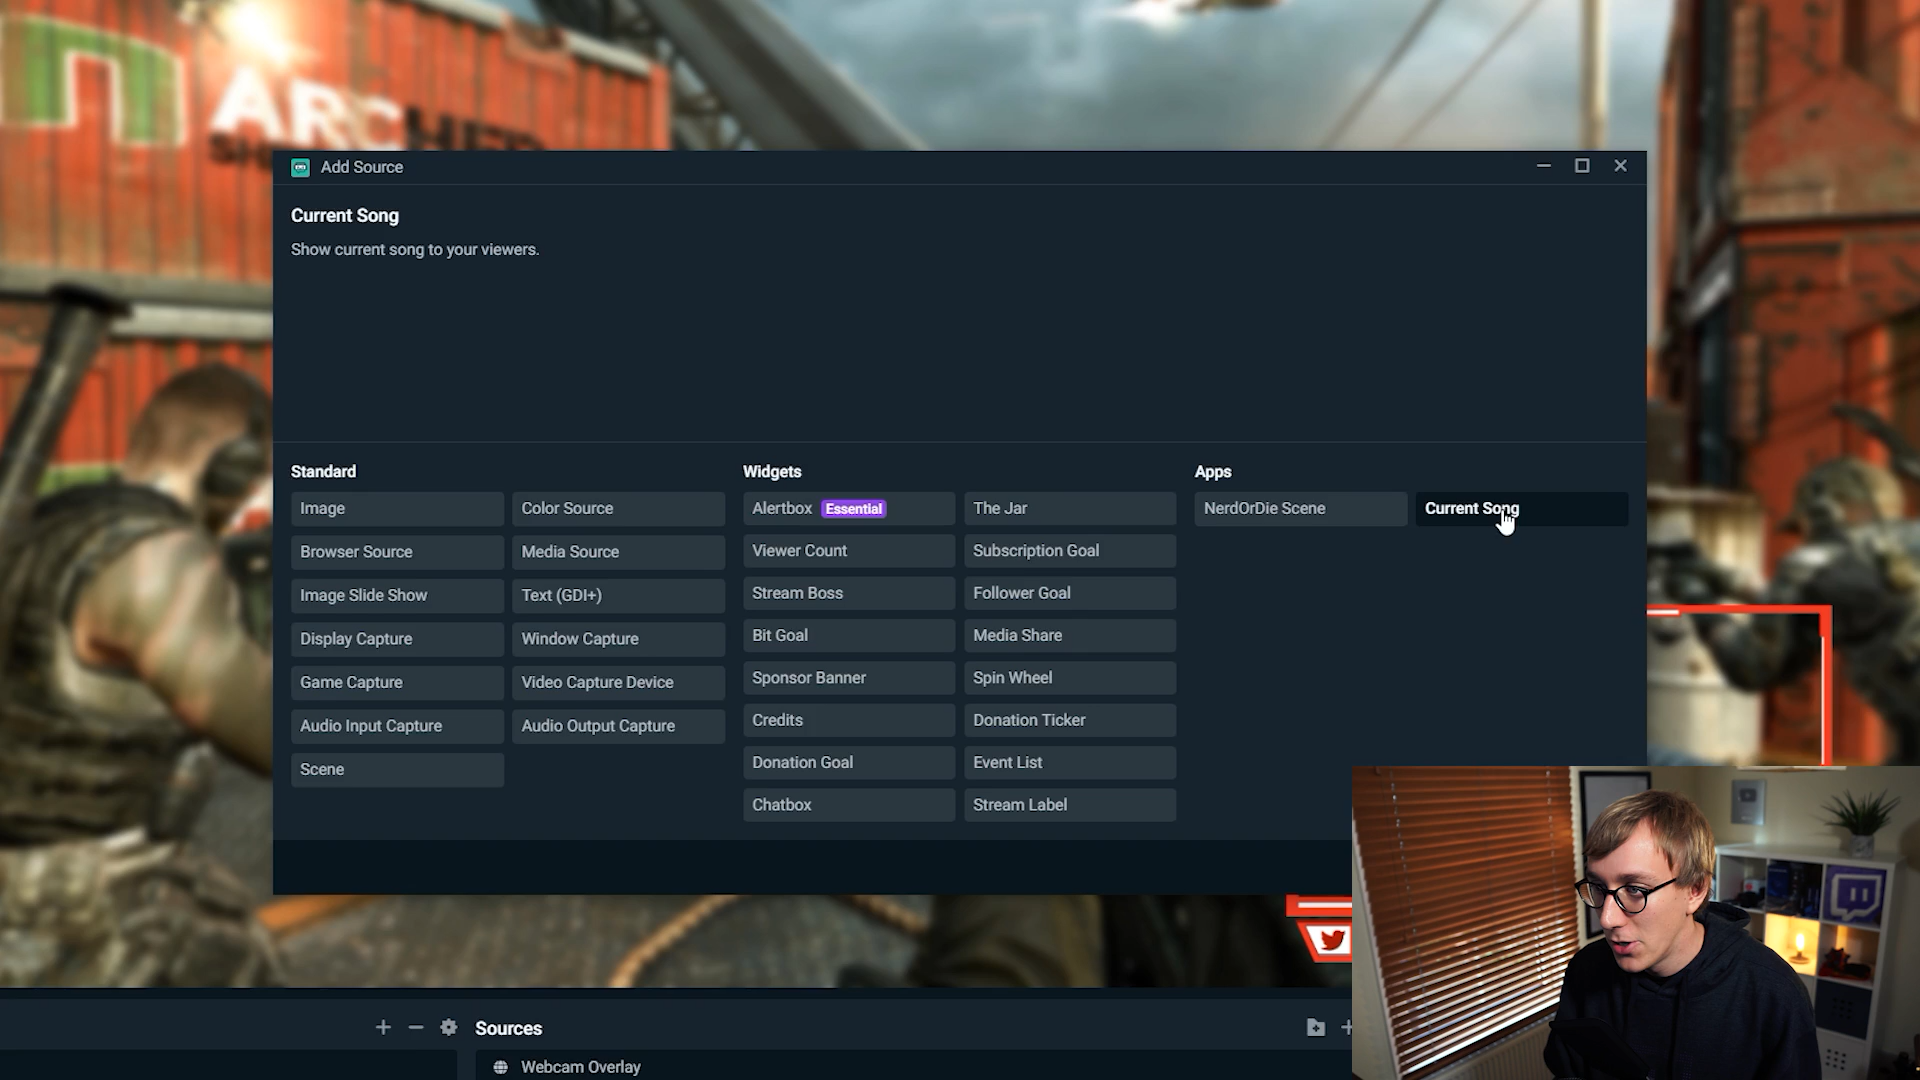 ARCHER
Add Source
Current Song
Show current song to your viewers.
Standard
Widgets
Apps
Image
Color Source
Browser Source
Media Source
Image Slide Show
Text (GDI+)
Display Capture
Window Capture
Game Capture
Video Capture Device
Audio Input Capture
Audio Output Capture
Scene
Alertbox Essential
The Jar
Viewer Count
Subscription Goal
Stream Boss
Follower Goal
Bit Goal
Media Share
Sponsor Banner
Spin Wheel
Credits
Donation Ticker
Donation Goal
Event List
Chatbox
Stream Label
NerdOrDie Scene
Current Song
Sources
Webcam Overlay